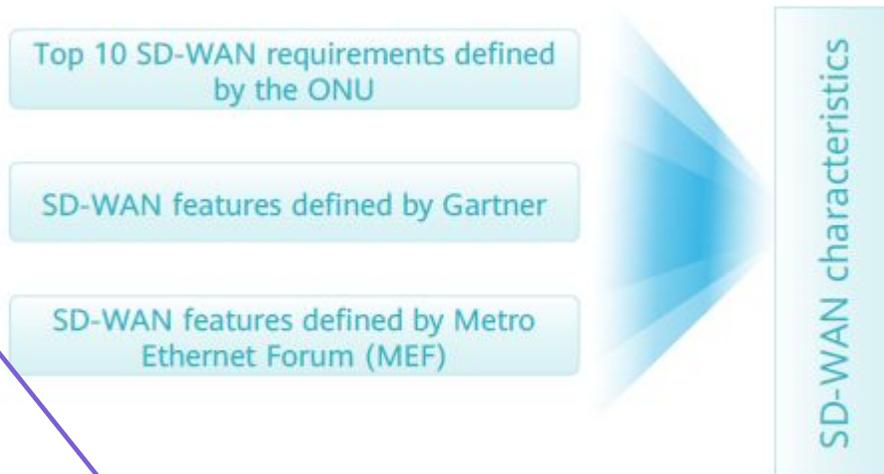 Top 10 SD-WAN requirements defined
by the ONU
SD-WAN features defined by Gartner
SD-WAN features defined by Metro
Ethernet Forum (MEF)
SD-WAN characteristics